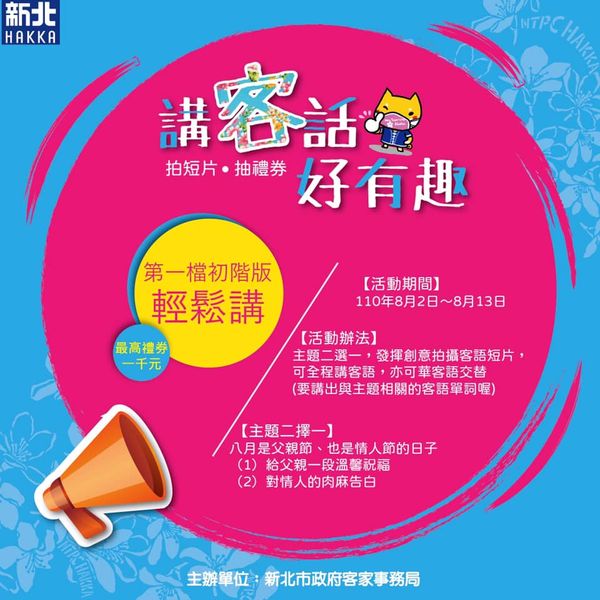 新北
HAKKA
NTPC HAKKA
講客話
拍短片•抽禮券
好有趣
第一檔初階版
輕鬆講
最高禮券
一千元
【活動期間】
110年8月2日～8月13日
【活動辦法】
主題二選一，發揮創意拍攝客語短片，
可全程講客語，亦可華客語交替
(要講出與主題相關的客語單詞喔)
【主題二擇一】
八月是父親節、也是情人節的日子
（1）給父親一段溫馨祝福
（2）對情人的肉麻告白
主辦單位：新北市政府客家事務局